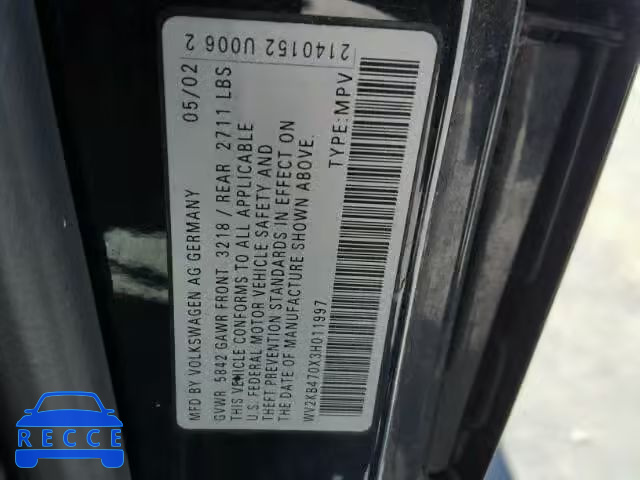 MFD BY VOLKSWAGEN AG GERMANY 05/02
GVWR 5842 GAWR FRONT 3218 / REAR 2711 LBS
THIS VEHICLE CONFORMS TO ALL APPLICABLE
U.S. FEDERAL MOTOR VEHICLE SAFETY AND
THEFT PREVENTION STANDARDS IN EFFECT ON
THE DATE OF MANUFACTURE SHOWN ABOVE.
WV2KB470X3H011997 TYPE: MPV
2140152 U006 2
RECCE